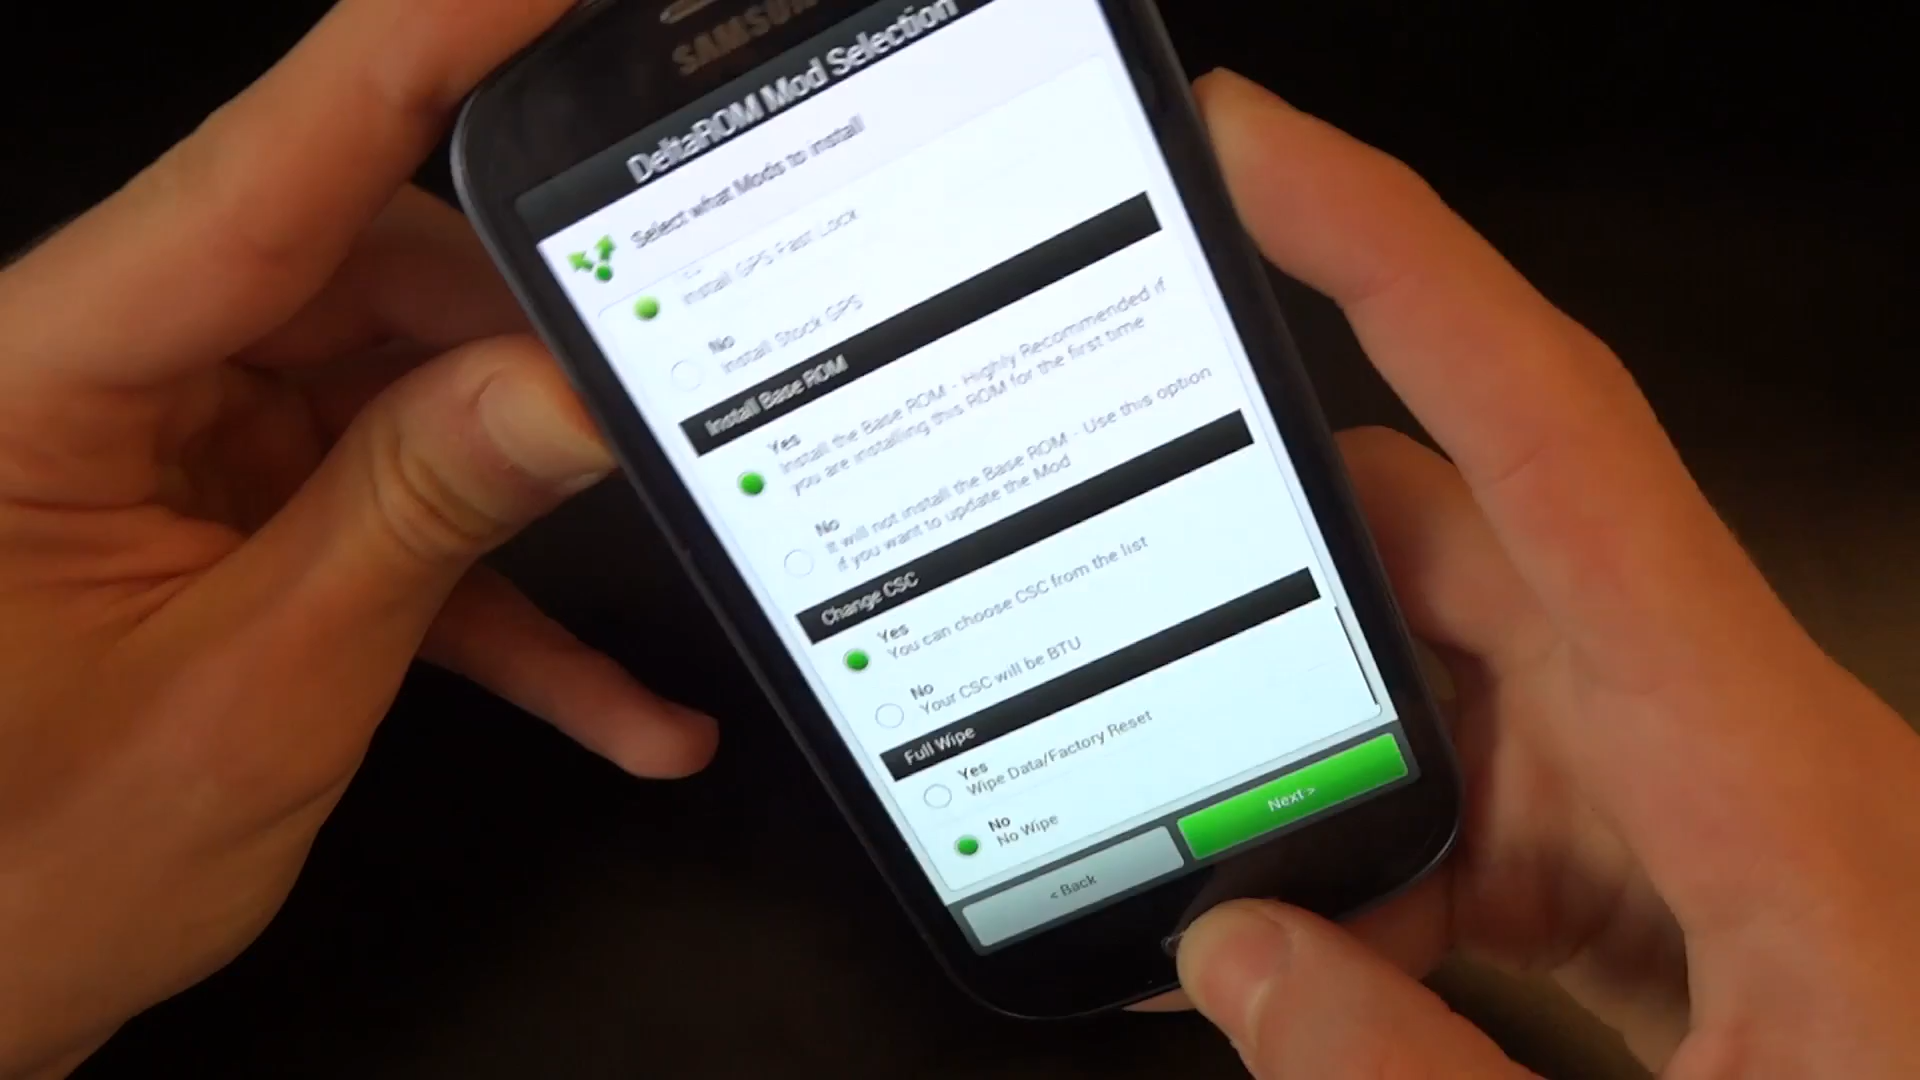 SAMSUNG
DeltaROM Mod Selection
Select what Mods to install
Install GPS Fast Lock
No
Install Stock GPS
Install Base ROM
Yes
Install the Base ROM - Highly Recommended if
you are installing this ROM for the first time
No
It will not install the Base ROM - Use this option
if you want to update the Mod
Change CSC
Yes
You can choose CSC from the list
No
Your CSC will be BTU
Full Wipe
Yes
Wipe Data/Factory Reset
No
No Wipe
< Back
Next >